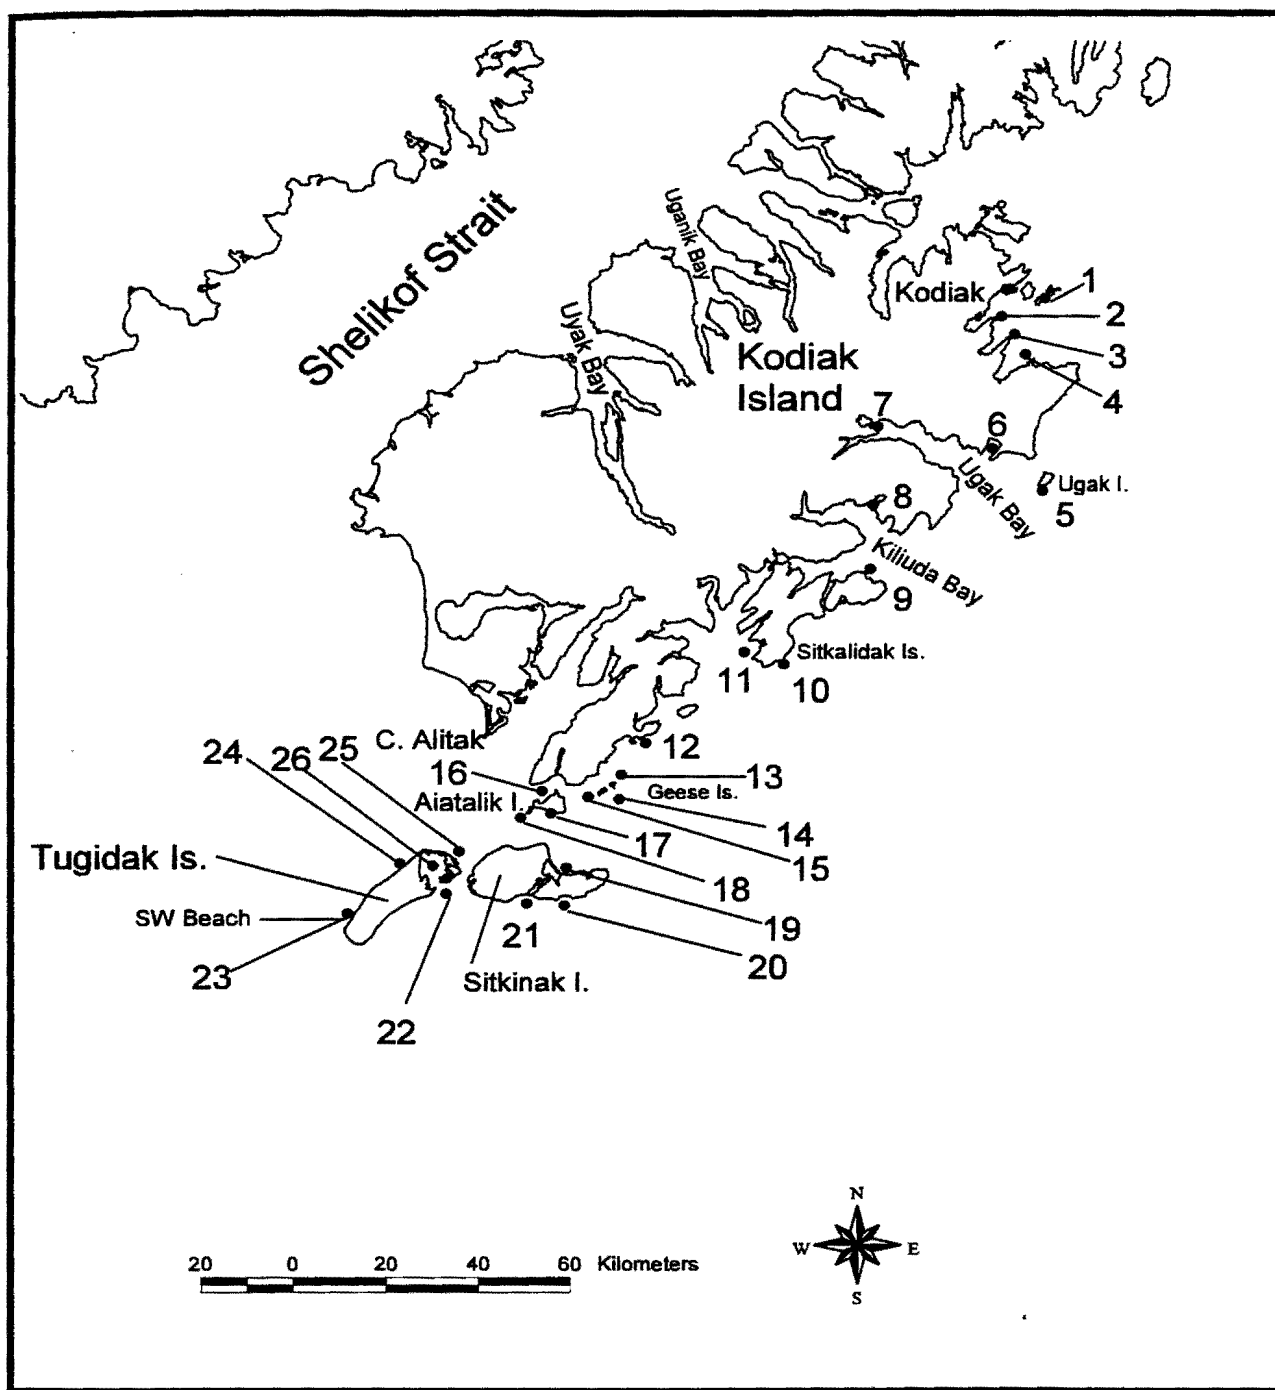 Shelikof Strait
Uganik Bay
Uyak Bay
Kodiak
1
2
3
4
Kodiak
Island
7
6
Ugak Bay
Ugak I.
5
8
Kiliuda Bay
9
Sitkalidak Is.
11
10
C. Alitak
12
24
26
25
16
13
Geese Is.
Aiatalik I.
14
17
15
Tugidak Is.
18
SW Beach
19
21
20
23
Sitkinak I.
22
N
W
E
S
20 0 20 40 60 Kilometers